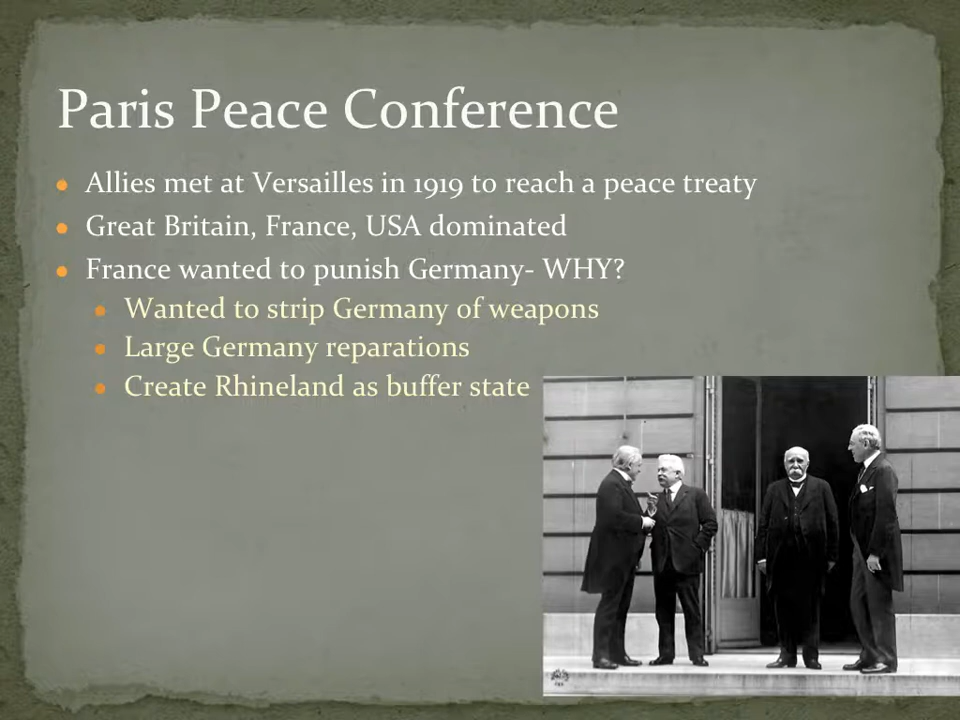 Paris Peace Conference
Allies met at Versailles in 1919 to reach a peace treaty
Great Britain, France, USA dominated
France wanted to punish Germany- WHY?
Wanted to strip Germany of weapons
Large Germany reparations
Create Rhineland as buffer state